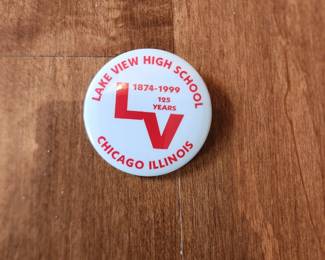 LAKE VIEW HIGH SCHOOL
1874-1999
125
YEARS
LV
CHICAGO ILLINOIS